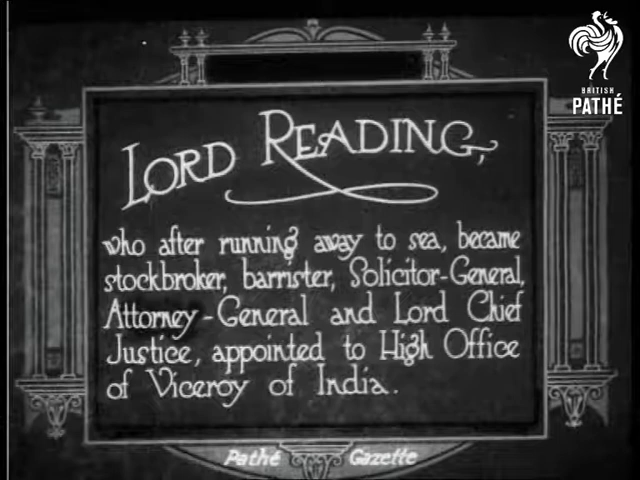 BRITISH
PATHÉ
LORD READING,
who after running away to sea, became
stockbroker, barrister, Solicitor-General,
Attorney-General and Lord Chief
Justice, appointed to High Office
of Viceroy of India.
Pathé Gazette